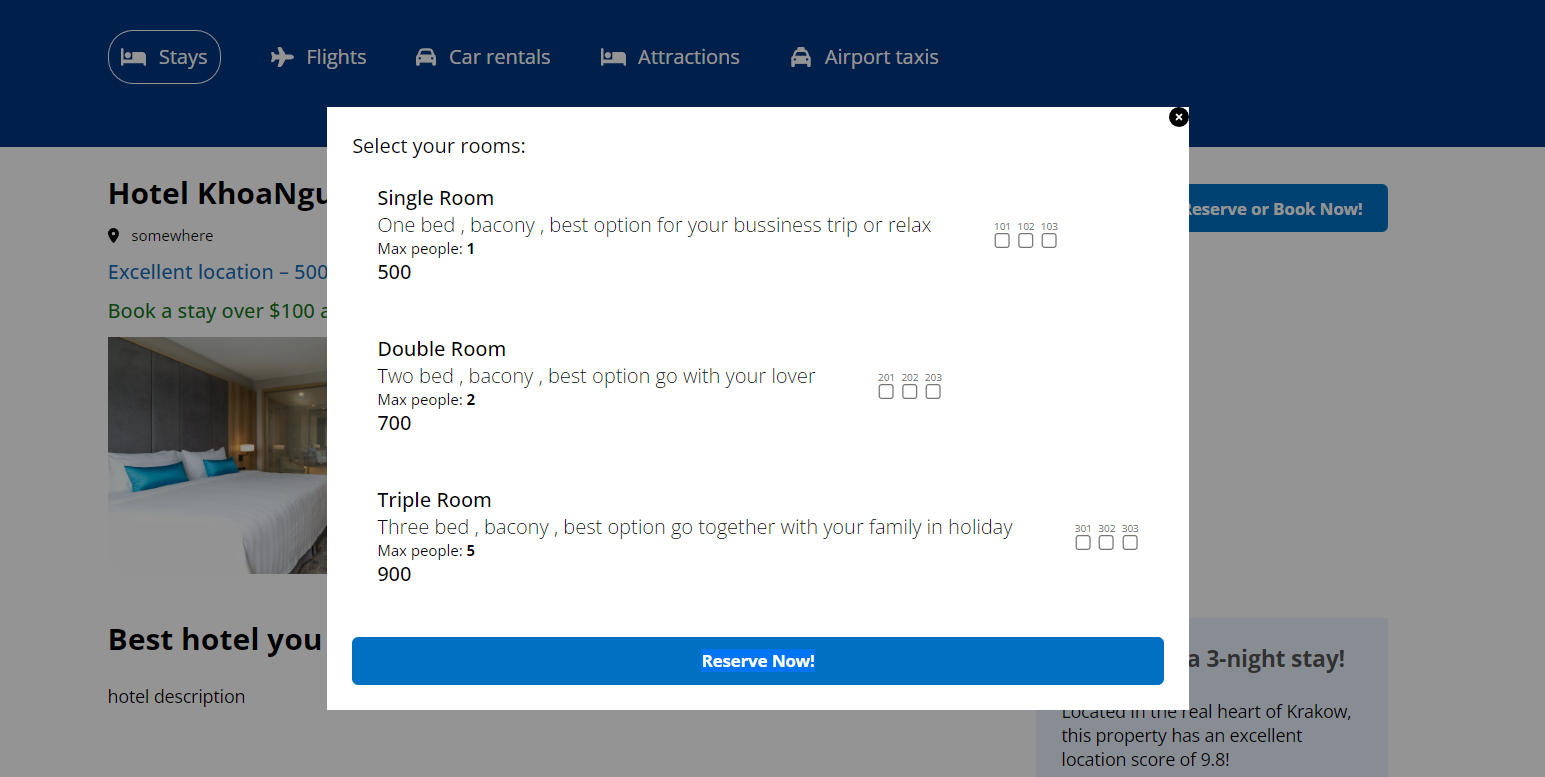 Stays Flights Car rentals Attractions Airport taxis
Select your rooms:
Hotel KhoaNgu
somewhere
Excellent location – 500
Book a stay over $100 a
Reserve or Book Now!
Single Room
One bed , bacony , best option for your bussiness trip or relax
Max people: 1
500
101 102 103
Double Room
Two bed , bacony , best option go with your lover
Max people: 2
700
201 202 203
Triple Room
Three bed , bacony , best option go together with your family in holiday
Max people: 5
900
301 302 303
Reserve Now!
Best hotel you
hotel description
a 3-night stay!
Located in the real heart of Krakow,
this property has an excellent
location score of 9.8!